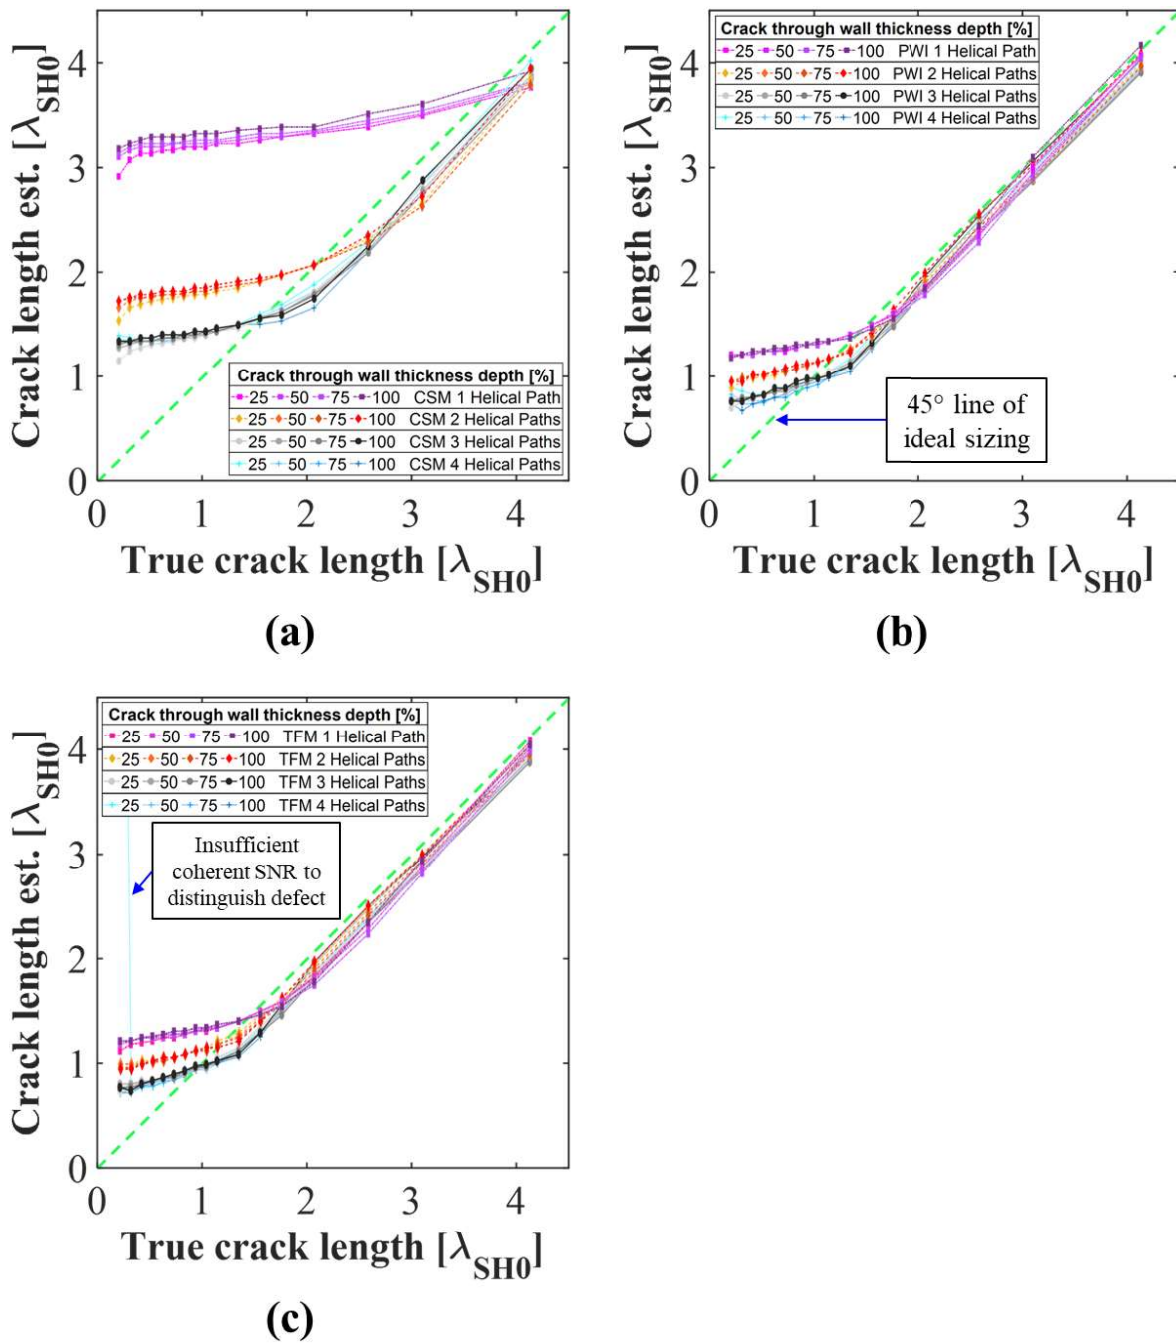 Crack length est. [λSH0]
4
3
2
1
0
Crack through wall thickness depth [%]
25 50 75 100 CSM 1 Helical Path
25 50 75 100 CSM 2 Helical Paths
25 50 75 100 CSM 3 Helical Paths
25 50 75 100 CSM 4 Helical Paths
0 1 2 3 4
True crack length [λSH0]
(a)
Crack length est. [λSH0]
4
3
2
1
0
Crack through wall thickness depth [%]
25 50 75 100 PWI 1 Helical Path
25 50 75 100 PWI 2 Helical Paths
25 50 75 100 PWI 3 Helical Paths
25 50 75 100 PWI 4 Helical Paths
45° line of
ideal sizing
0 1 2 3 4
True crack length [λSH0]
(b)
Crack length est. [λSH0]
4
3
2
1
0
Crack through wall thickness depth [%]
25 50 75 100 TFM 1 Helical Path
25 50 75 100 TFM 2 Helical Paths
25 50 75 100 TFM 3 Helical Paths
25 50 75 100 TFM 4 Helical Paths
Insufficient
coherent SNR to
distinguish defect
0 1 2 3 4
True crack length [λSH0]
(c)